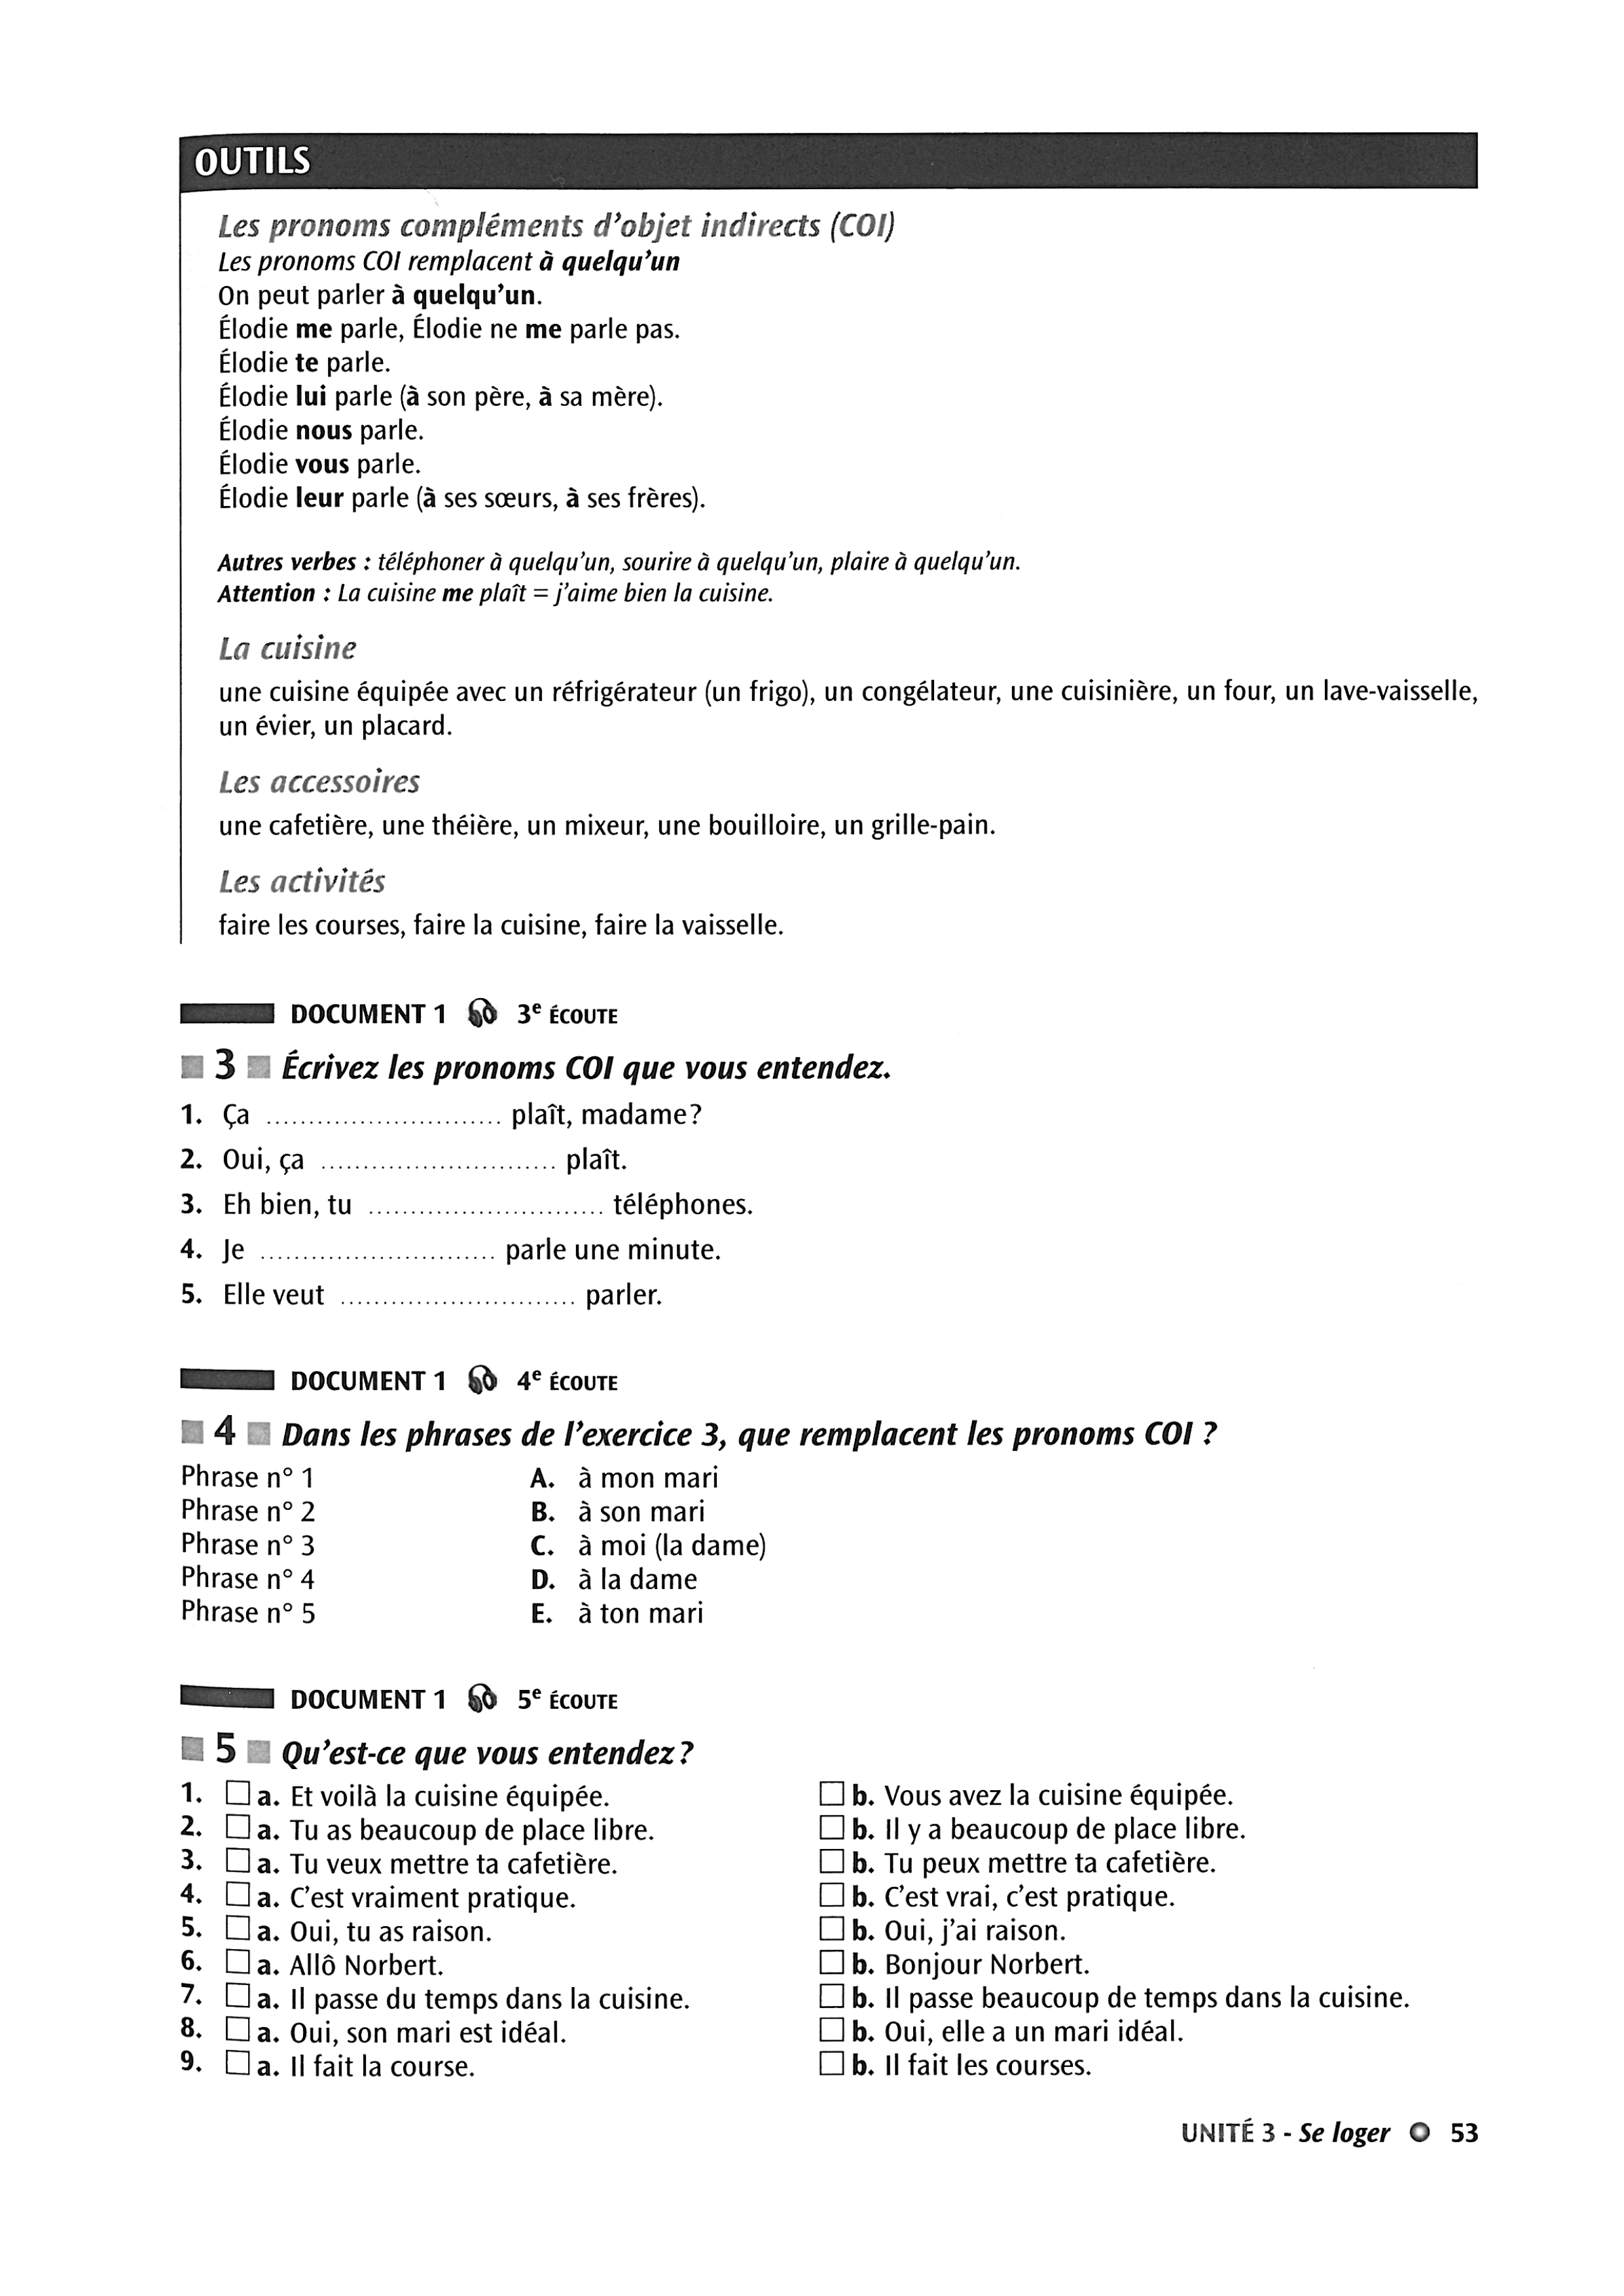 OUTILS
Les pronoms compléments d'objet indirects (COI)
Les pronoms COI remplacent à quelqu'un
On peut parler à quelqu'un.
Élodie me parle, Élodie ne me parle pas.
Élodie te parle.
Élodie lui parle (à son père, à sa mère).
Élodie nous parle.
Élodie vous parle.
Élodie leur parle (à ses sœurs, à ses frères).
Autres verbes : téléphoner à quelqu'un, sourire à quelqu'un, plaire à quelqu'un.
Attention : La cuisine me plaît = j'aime bien la cuisine.
La cuisine
une cuisine équipée avec un réfrigérateur (un frigo), un congélateur, une cuisinière, un four, un lave-vaisselle,
un évier, un placard.
Les accessoires
une cafetière, une théière, un mixeur, une bouilloire, un grille-pain.
Les activités
faire les courses, faire la cuisine, faire la vaisselle.
DOCUMENT 1 3e ÉCOUTE
3 Écrivez les pronoms COI que vous entendez.
1. Ça ............................ plaît, madame?
2. Oui, ça ............................ plaît.
3. Eh bien, tu ............................ téléphones.
4. Je ............................ parle une minute.
5. Elle veut ............................ parler.
DOCUMENT 1 4e ÉCOUTE
4 Dans les phrases de l'exercice 3, que remplacent les pronoms COI ?
Phrase n° 1 A. à mon mari
Phrase n° 2 B. à son mari
Phrase n° 3 C. à moi (la dame)
Phrase n° 4 D. à la dame
Phrase n° 5 E. à ton mari
DOCUMENT 1 5e ÉCOUTE
5 Qu'est-ce que vous entendez?
1. a. Et voilà la cuisine équipée. b. Vous avez la cuisine équipée.
2. a. Tu as beaucoup de place libre. b. Il y a beaucoup de place libre.
3. a. Tu veux mettre ta cafetière. b. Tu peux mettre ta cafetière.
4. a. C'est vraiment pratique. b. C'est vrai, c'est pratique.
5. a. Oui, tu as raison. b. Oui, j'ai raison.
6. a. Allô Norbert. b. Bonjour Norbert.
7. a. Il passe du temps dans la cuisine. b. Il passe beaucoup de temps dans la cuisine.
8. a. Oui, son mari est idéal. b. Oui, elle a un mari idéal.
9. a. Il fait la course. b. Il fait les courses.
UNITÉ 3 - Se loger 53